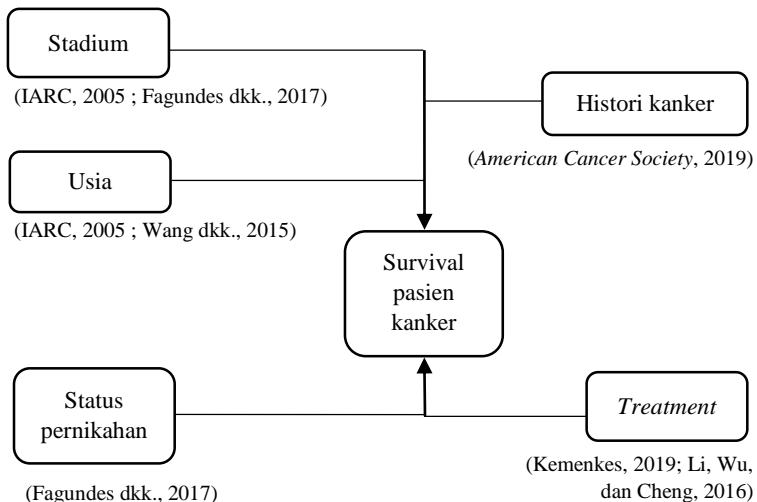 Stadium
(IARC, 2005 ; Fagundes dkk., 2017)
Histori kanker
(American Cancer Society, 2019)
Usia
(IARC, 2005 ; Wang dkk., 2015)
Survival
pasien
kanker
Status
pernikahan
(Fagundes dkk., 2017)
Treatment
(Kemenkes, 2019; Li, Wu,
dan Cheng, 2016)